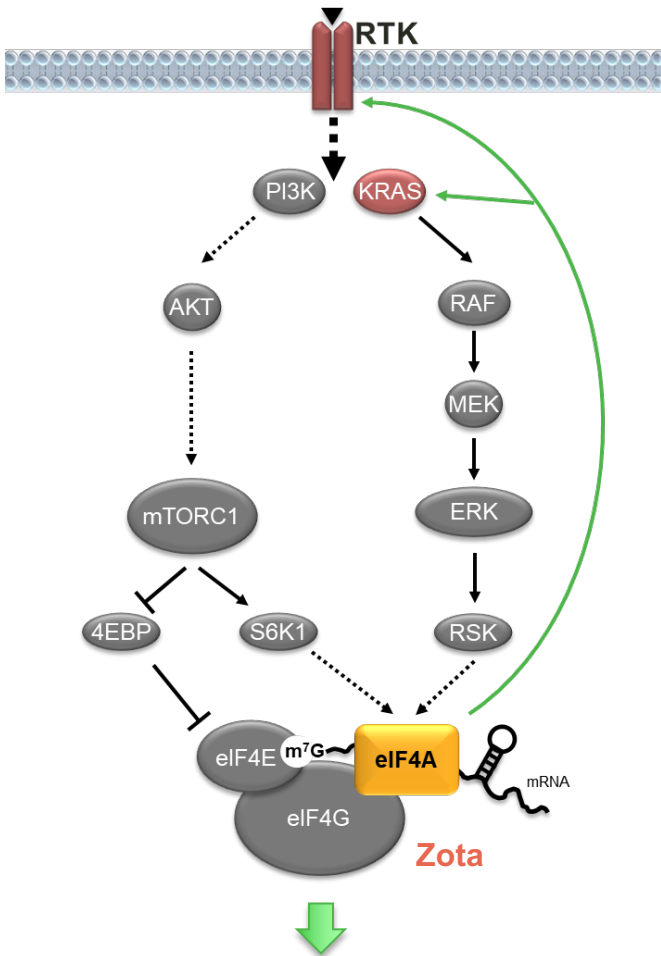 RTK
PI3K
KRAS
AKT
RAF
MEK
mTORC1
ERK
4EBP
S6K1
RSK
eIF4E
m⁷G
eIF4A
mRNA
eIF4G
Zota